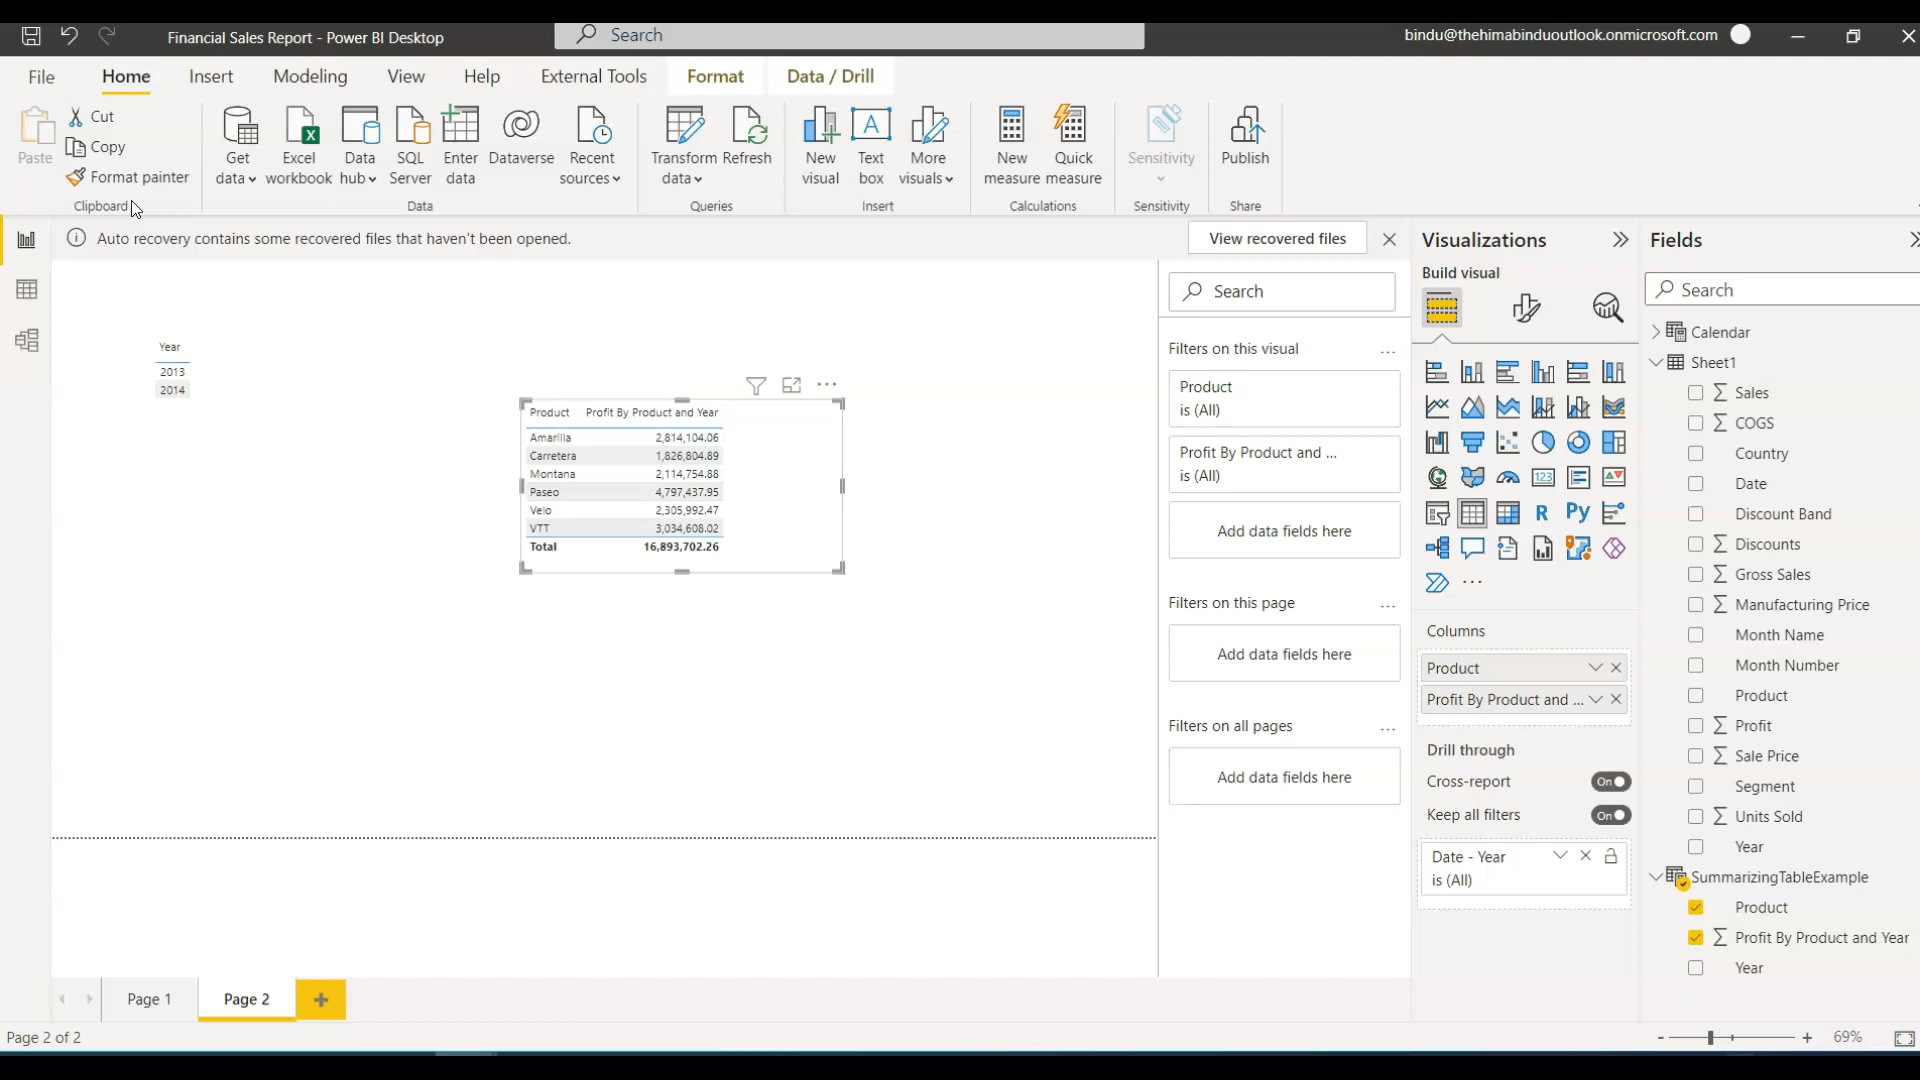 Financial Sales Report - Power BI Desktop
Search
bindu@thehimabinduoutlook.onmicrosoft.com
File
Home
Insert
Modeling
View
Help
External Tools
Format
Data / Drill
Paste
Cut
Copy
Format painter
Clipboard
Get data
Excel workbook
Data hub
SQL Server
Enter data
Dataverse
Recent sources
Data
Transform data
Refresh
Queries
New visual
Text box
More visuals
Insert
New measure
Quick measure
Calculations
Sensitivity
Sensitivity
Publish
Share
Auto recovery contains some recovered files that haven't been opened.
View recovered files
Year
2013
2014
Product Profit By Product and Year
Amarilla 2,814,104.06
Carretera 1,826,804.89
Montana 2,114,754.88
Paseo 4,797,437.95
Velo 2,305,992.47
VTT 3,034,608.02
Total 16,893,702.26
Search
Filters on this visual
Product
is (All)
Profit By Product and ...
is (All)
Add data fields here
Filters on this page
Add data fields here
Filters on all pages
Add data fields here
Visualizations
Build visual
123
R
Py
Columns
Product
Profit By Product and ...
Drill through
Cross-report
On
Keep all filters
On
Date - Year
is (All)
Fields
Search
Calendar
Sheet1
Sales
COGS
Country
Date
Discount Band
Discounts
Gross Sales
Manufacturing Price
Month Name
Month Number
Product
Profit
Sale Price
Segment
Units Sold
Year
SummarizingTableExample
Product
Profit By Product and Year
Year
Page 1
Page 2
Page 2 of 2
69%